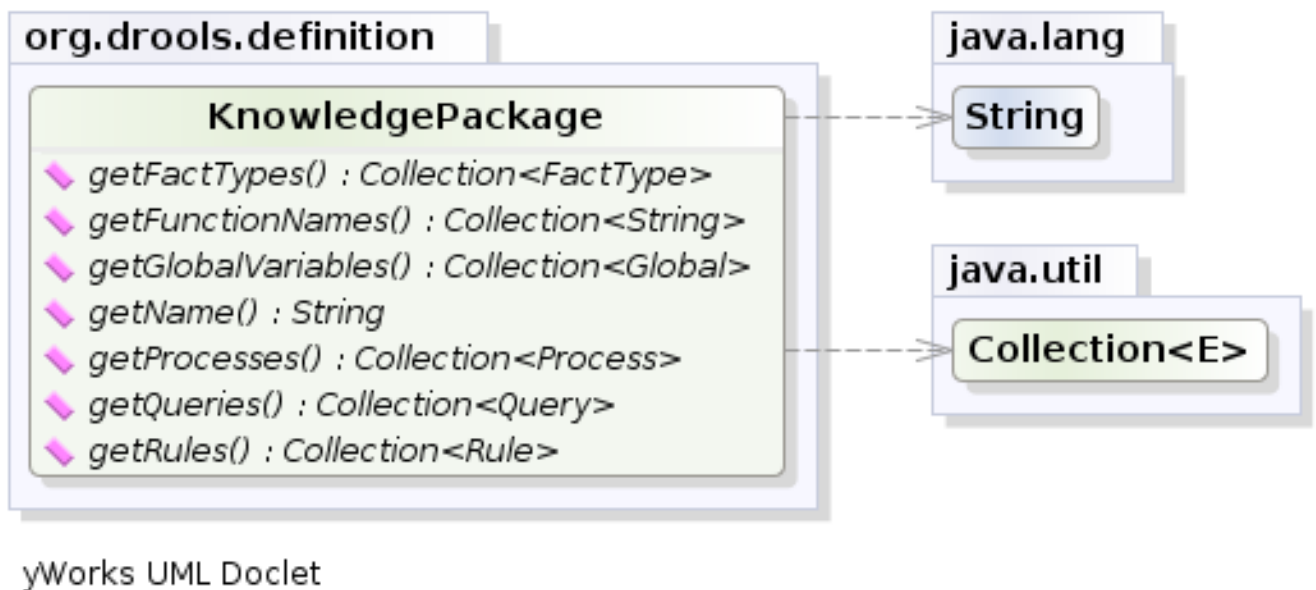 org.drools.definition
KnowledgePackage
getFactTypes() : Collection<FactType>
getFunctionNames() : Collection<String>
getGlobalVariables() : Collection<Global>
getName() : String
getProcesses() : Collection<Process>
getQueries() : Collection<Query>
getRules() : Collection<Rule>
java.lang
String
java.util
Collection<E>
yWorks UML Doclet